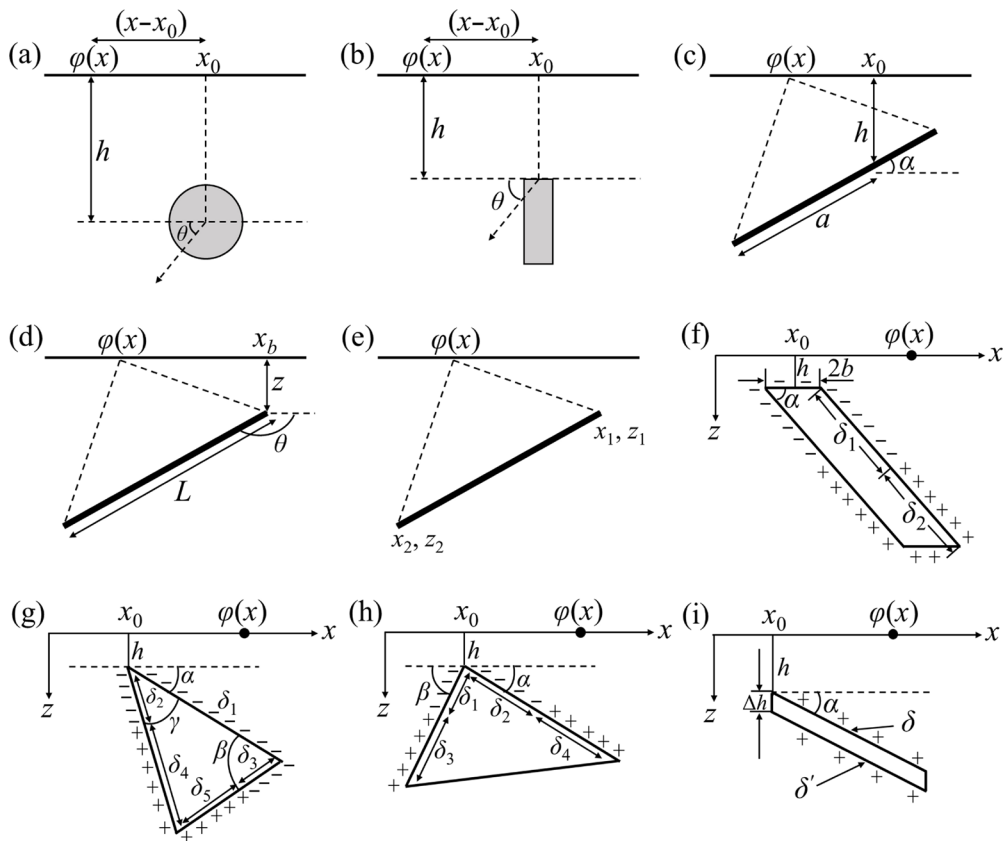 (a)
(x–x₀)
φ(x)
x₀
h
θ
(b)
(x–x₀)
φ(x)
x₀
h
θ
(c)
φ(x)
x₀
h
α
a
(d)
φ(x)
x_b
z
θ
L
(e)
φ(x)
x₁, z₁
x₂, z₂
(f)
x₀
φ(x)
x
h
2b
– – –
α
δ₁
δ₂
z
(g)
x₀
φ(x)
x
h
α
δ₂
δ₁
γ
β
δ₃
δ₄
δ₅
z
(h)
x₀
φ(x)
x
h
β
α
δ₁
δ₂
δ₃
δ₄
z
(i)
x₀
φ(x)
x
h
Δh
α
δ
δ′
z